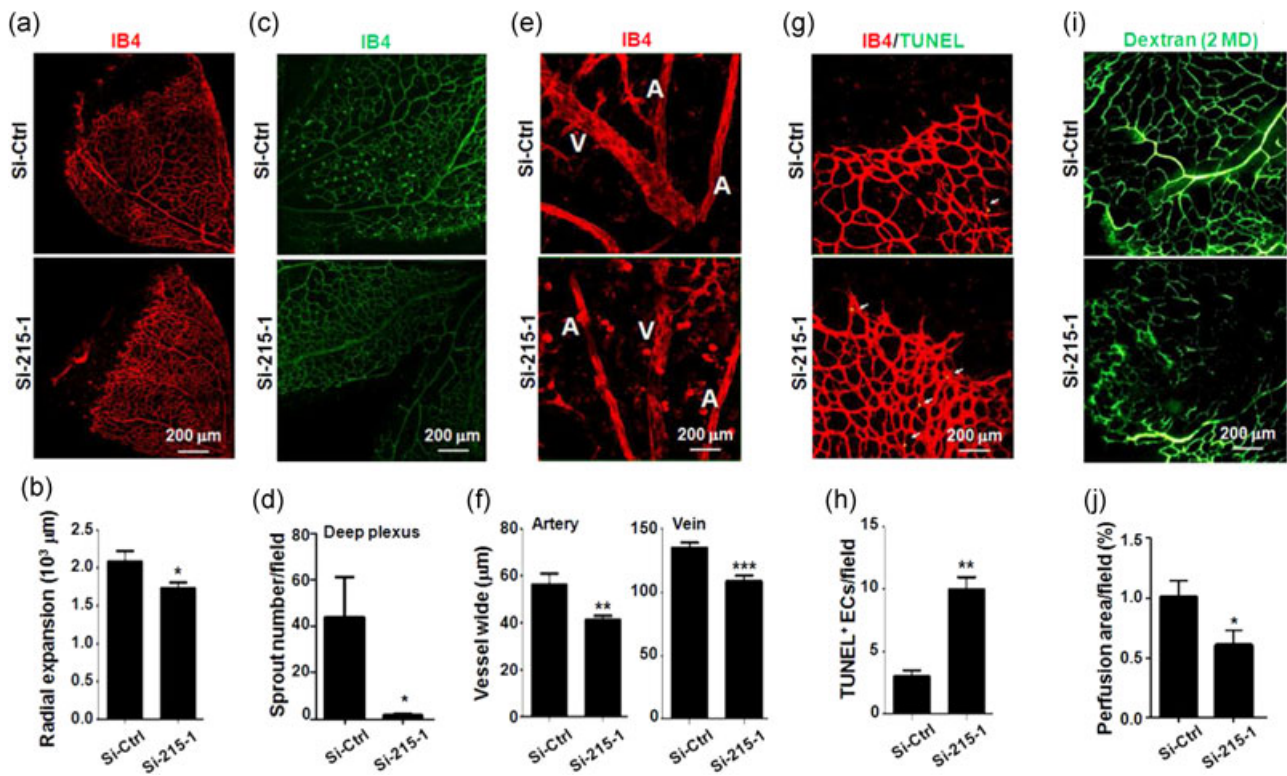 (a)
IB4
Si-Ctrl
Si-215-1
200 µm
(c)
IB4
Si-Ctrl
Si-215-1
200 µm
(e)
IB4
Si-Ctrl
A
V
A
Si-215-1
A
V
A
200 µm
(g)
IB4/TUNEL
Si-Ctrl
Si-215-1
200 µm
(i)
Dextran (2 MD)
Si-Ctrl
Si-215-1
200 µm
(b)
Radial expansion (10³ µm)
2.5
2.0
1.5
1.0
0.5
0.0
*
Si-Ctrl
Si-215-1
(d)
Deep plexus
Sprout number/field
80
60
40
20
0
*
Si-Ctrl
Si-215-1
(f)
Artery
Vessel wide (µm)
80
60
40
20
0
**
Si-Ctrl
Si-215-1
Vein
150
100
50
0
***
Si-Ctrl
Si-215-1
(h)
TUNEL⁺ ECs/field
15
10
5
0
**
Si-Ctrl
Si-215-1
(j)
Perfusion area/field (%)
1.5
1.0
0.5
0.0
*
Si-Ctrl
Si-215-1